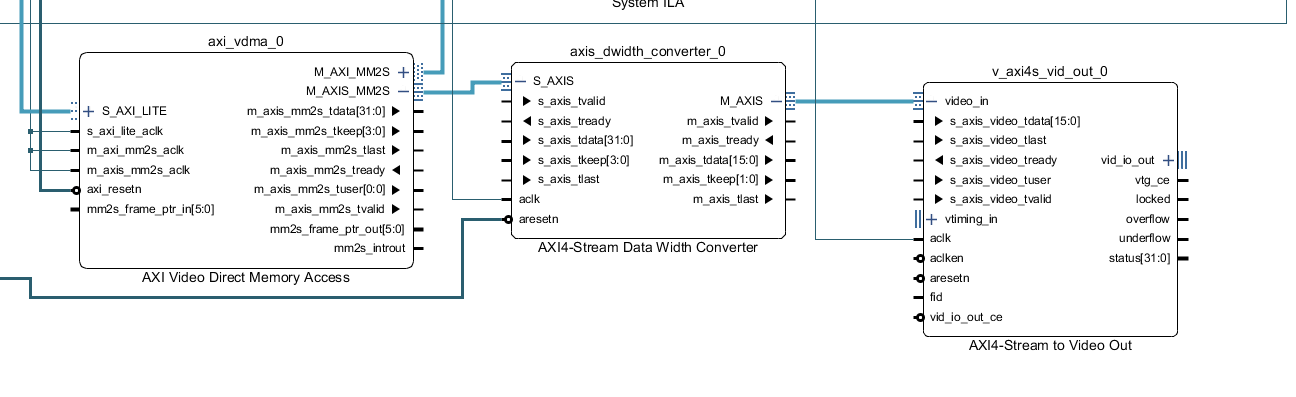 System ILA
axi_vdma_0
M_AXI_MM2S
M_AXIS_MM2S
S_AXI_LITE
m_axis_mm2s_tdata[31:0]
s_axi_lite_aclk
m_axis_mm2s_tkeep[3:0]
m_axi_mm2s_aclk
m_axis_mm2s_tlast
m_axis_mm2s_aclk
m_axis_mm2s_tready
axi_resetn
m_axis_mm2s_tuser[0:0]
mm2s_frame_ptr_in[5:0]
m_axis_mm2s_tvalid
mm2s_frame_ptr_out[5:0]
mm2s_introut
AXI Video Direct Memory Access
axis_dwidth_converter_0
S_AXIS
s_axis_tvalid
M_AXIS
s_axis_tready
m_axis_tvalid
s_axis_tdata[31:0]
m_axis_tready
s_axis_tkeep[3:0]
m_axis_tdata[15:0]
s_axis_tlast
m_axis_tkeep[1:0]
aclk
m_axis_tlast
aresetn
AXI4-Stream Data Width Converter
v_axi4s_vid_out_0
video_in
s_axis_video_tdata[15:0]
s_axis_video_tlast
s_axis_video_tready
vid_io_out
s_axis_video_tuser
vtg_ce
s_axis_video_tvalid
locked
vtiming_in
overflow
aclk
underflow
aclken
status[31:0]
aresetn
fid
vid_io_out_ce
AXI4-Stream to Video Out